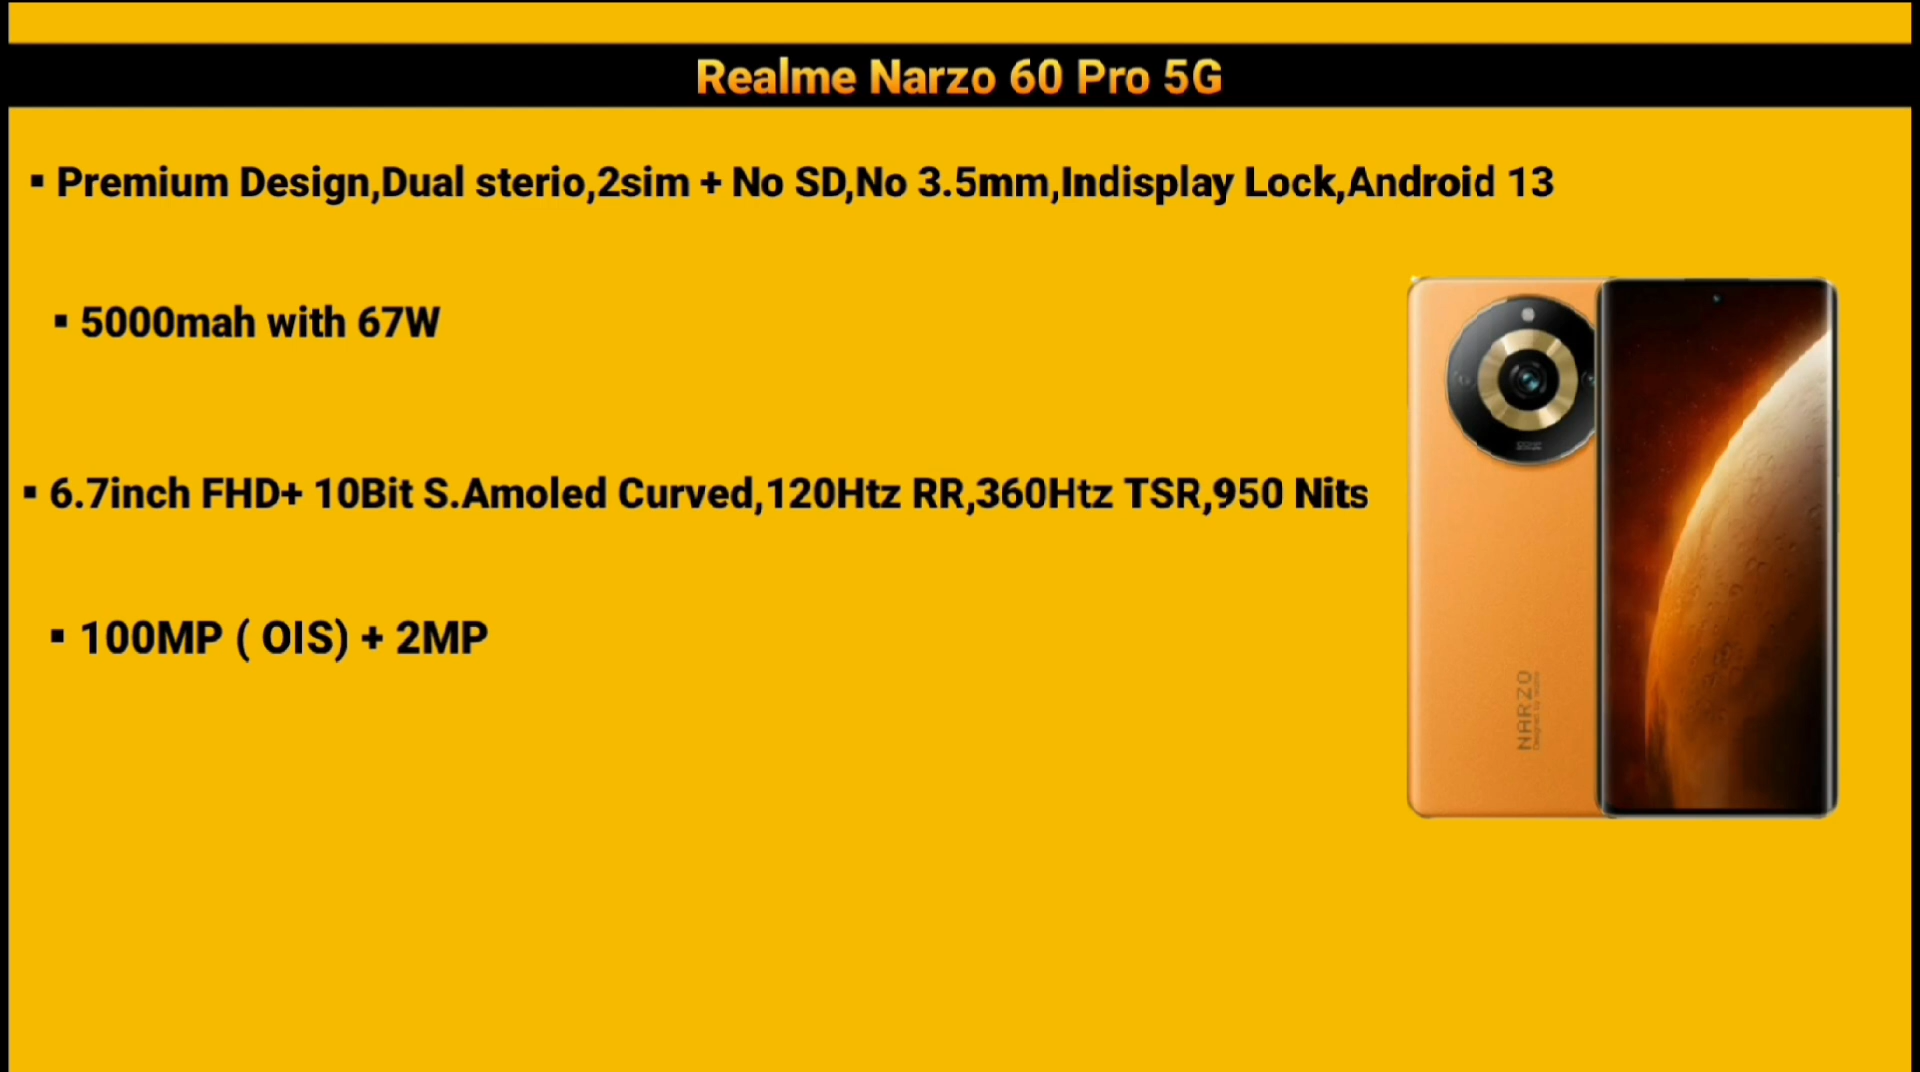 Realme Narzo 60 Pro 5G
▪ Premium Design,Dual sterio,2sim + No SD,No 3.5mm,Indisplay Lock,Android 13
▪ 5000mah with 67W
▪ 6.7inch FHD+ 10Bit S.Amoled Curved,120Htz RR,360Htz TSR,950 Nits
▪ 100MP ( OIS) + 2MP
NARZO